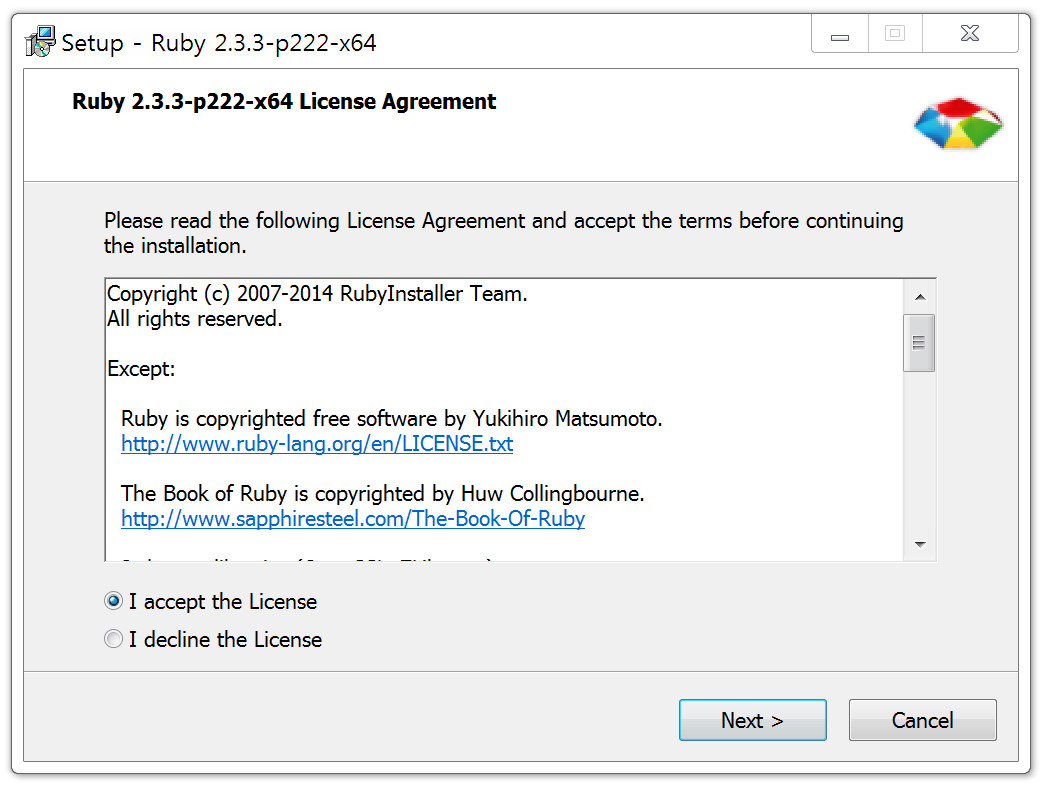 Setup - Ruby 2.3.3-p222-x64
Ruby 2.3.3-p222-x64 License Agreement
Please read the following License Agreement and accept the terms before continuing
the installation.
Copyright (c) 2007-2014 RubyInstaller Team.
All rights reserved.
Except:
Ruby is copyrighted free software by Yukihiro Matsumoto.
http://www.ruby-lang.org/en/LICENSE.txt
The Book of Ruby is copyrighted by Huw Collingbourne.
http://www.sapphiresteel.com/The-Book-Of-Ruby
I accept the License
I decline the License
Next >
Cancel